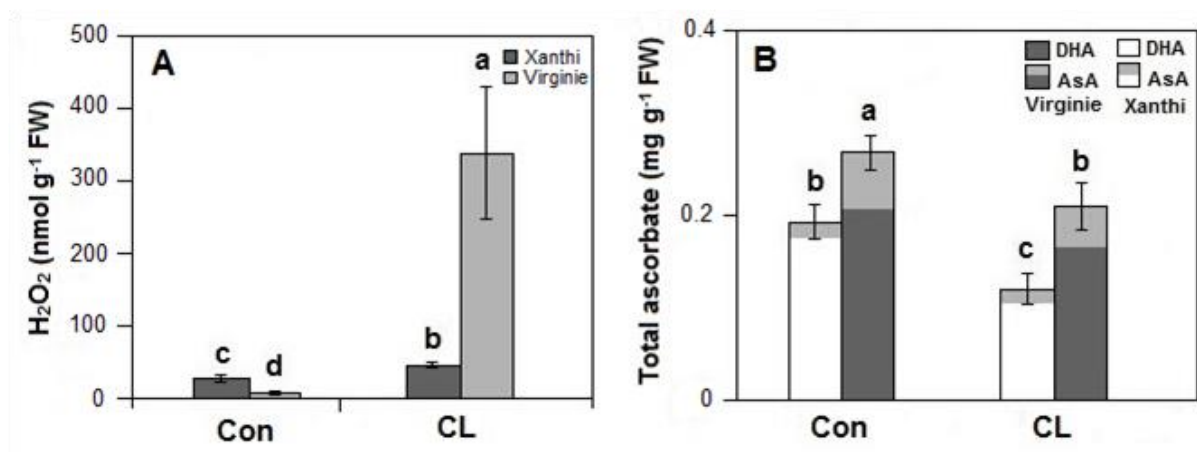 A
Xanthi
Virginie
H₂O₂ (nmol g⁻¹ FW)
500
400
300
200
100
0
c
d
b
a
Con
CL
B
DHA DHA
AsA AsA
Virginie Xanthi
Total ascorbate (mg g⁻¹ FW)
0.4
0.2
0
b
a
c
b
Con
CL